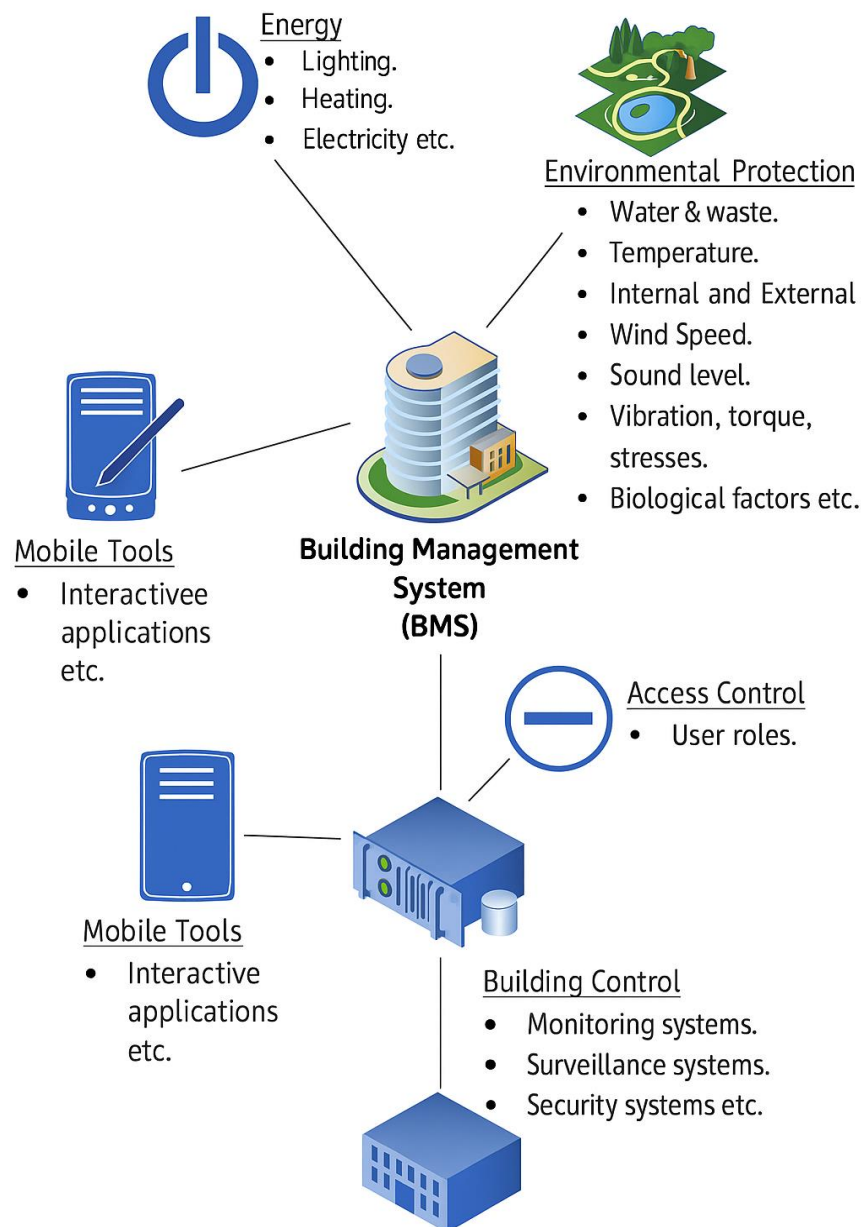 Energy
• Lighting.
• Heating.
• Electricity etc.
Environmental Protection
• Water & waste.
• Temperature.
• Internal and External
• Wind Speed.
• Sound level.
• Vibration, torque,
stresses.
• Biological factors etc.
Mobile Tools
• Interactivee
applications
etc.
Building Management
System
(BMS)
Access Control
• User roles.
Mobile Tools
• Interactive
applications
etc.
Building Control
• Monitoring systems.
• Surveillance systems.
• Security systems etc.